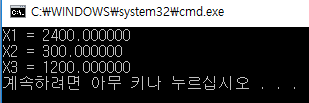 C:\WINDOWS\system32\cmd.exe
X1 = 2400.000000
X2 = 300.000000
X3 = 1200.000000
계속하려면 아무 키나 누르십시오 . . .